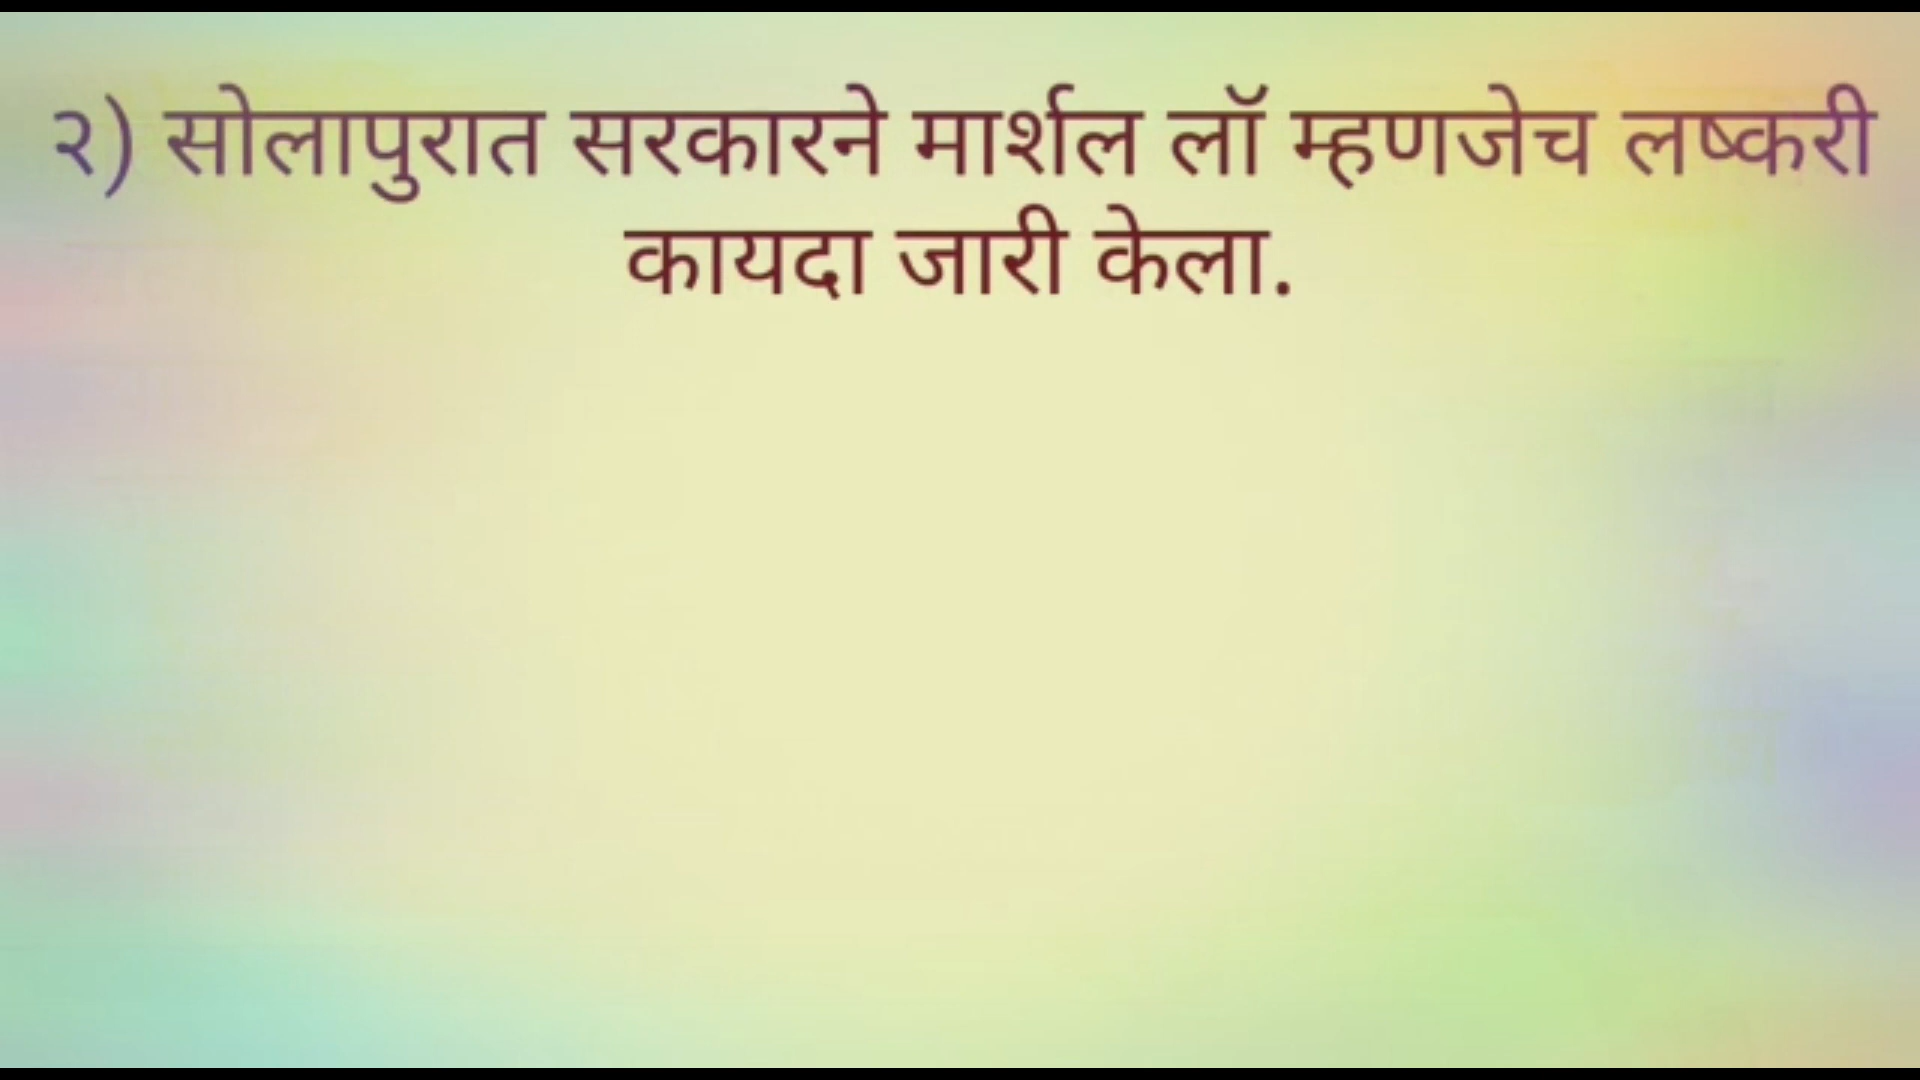 २) सोलापुरात सरकारने मार्शल लॉ म्हणजेच लष्करी
कायदा जारी केला.